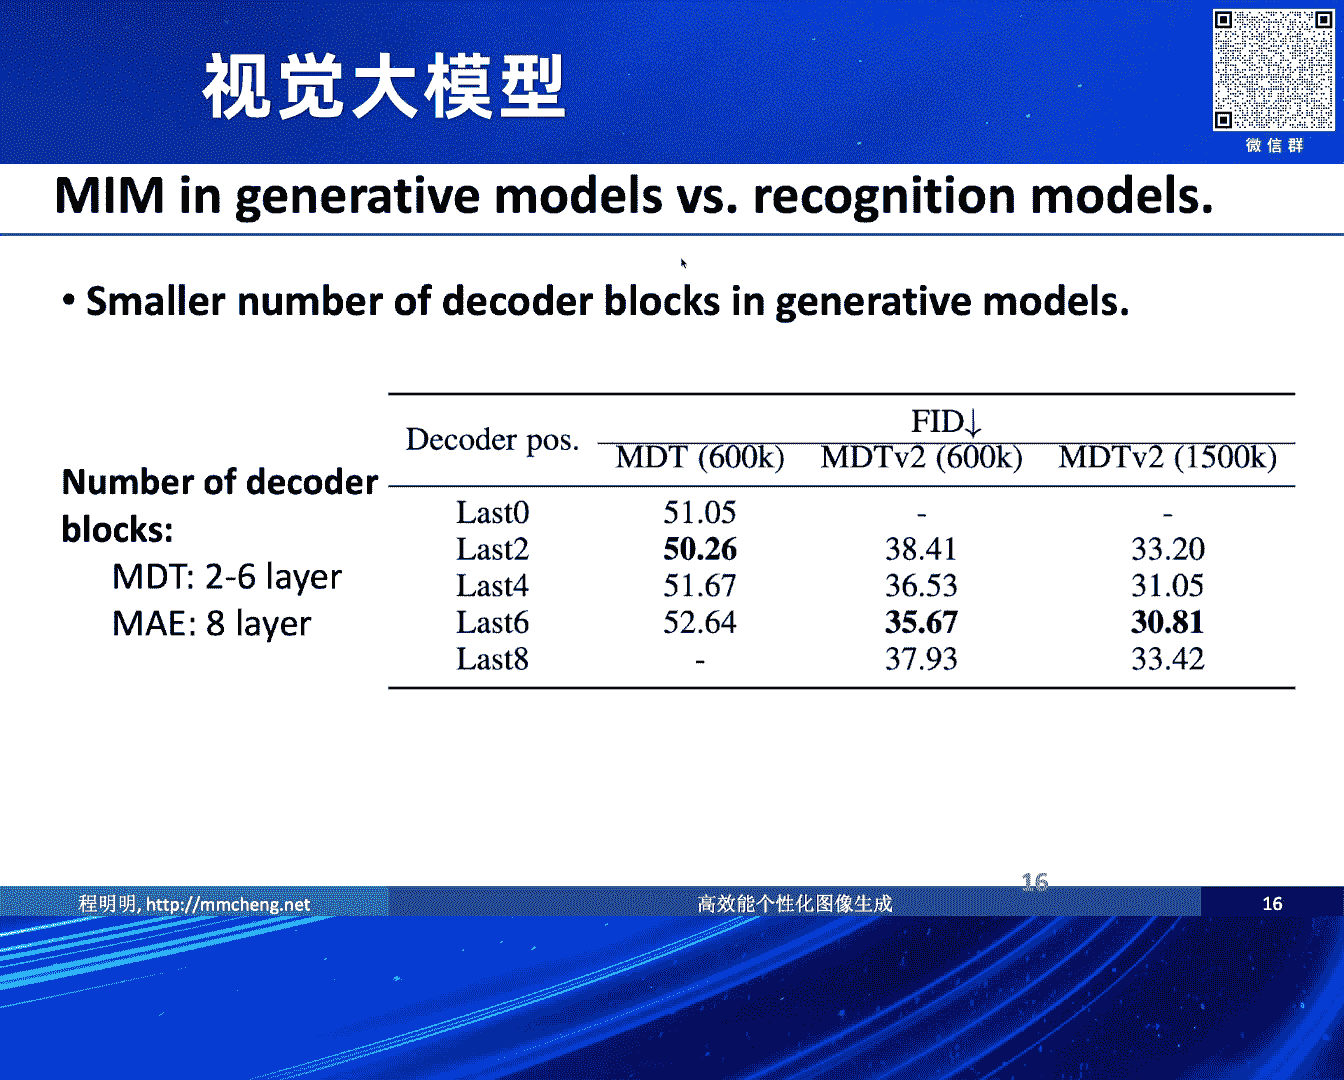 视觉大模型
微信群
MIM in generative models vs. recognition models.
• Smaller number of decoder blocks in generative models.
Number of decoder
blocks:
MDT: 2-6 layer
MAE: 8 layer
Decoder pos. FID↓
MDT (600k) MDTv2 (600k) MDTv2 (1500k)
Last0 51.05 - -
Last2 50.26 38.41 33.20
Last4 51.67 36.53 31.05
Last6 52.64 35.67 30.81
Last8 - 37.93 33.42
16
程明明, http://mmcheng.net 高效能个性化图像生成 16